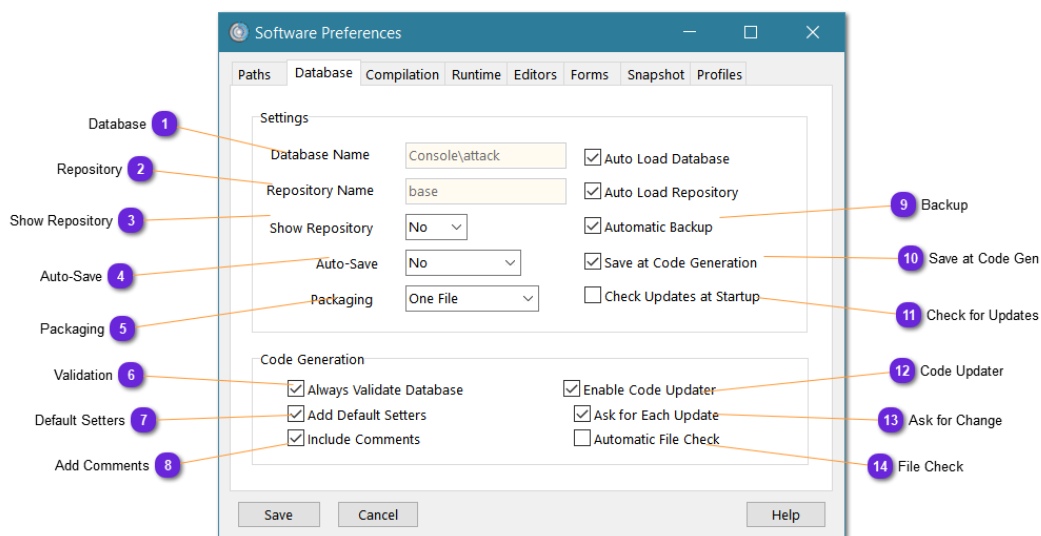 Software Preferences
Paths Database Compilation Runtime Editors Forms Snapshot Profiles
Settings
Database 1
Database Name Console\attack Auto Load Database
Repository 2
Repository Name base Auto Load Repository
Show Repository 3
Show Repository No Automatic Backup
9 Backup
Auto-Save 4
Auto-Save No Save at Code Generation
10 Save at Code Gen
Packaging 5
Packaging One File Check Updates at Startup
11 Check for Updates
Code Generation
Validation 6
Always Validate Database Enable Code Updater
12 Code Updater
Default Setters 7
Add Default Setters Ask for Each Update
13 Ask for Change
Add Comments 8
Include Comments Automatic File Check
14 File Check
Save Cancel Help